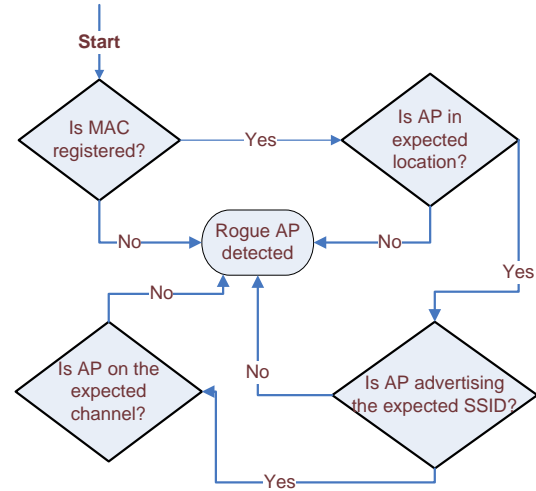 Start
Is MAC
registered?
Yes
Is AP in
expected
location?
No
Rogue AP
detected
No
Yes
No
Is AP on the
expected
channel?
No
Is AP advertising
the expected SSID?
Yes